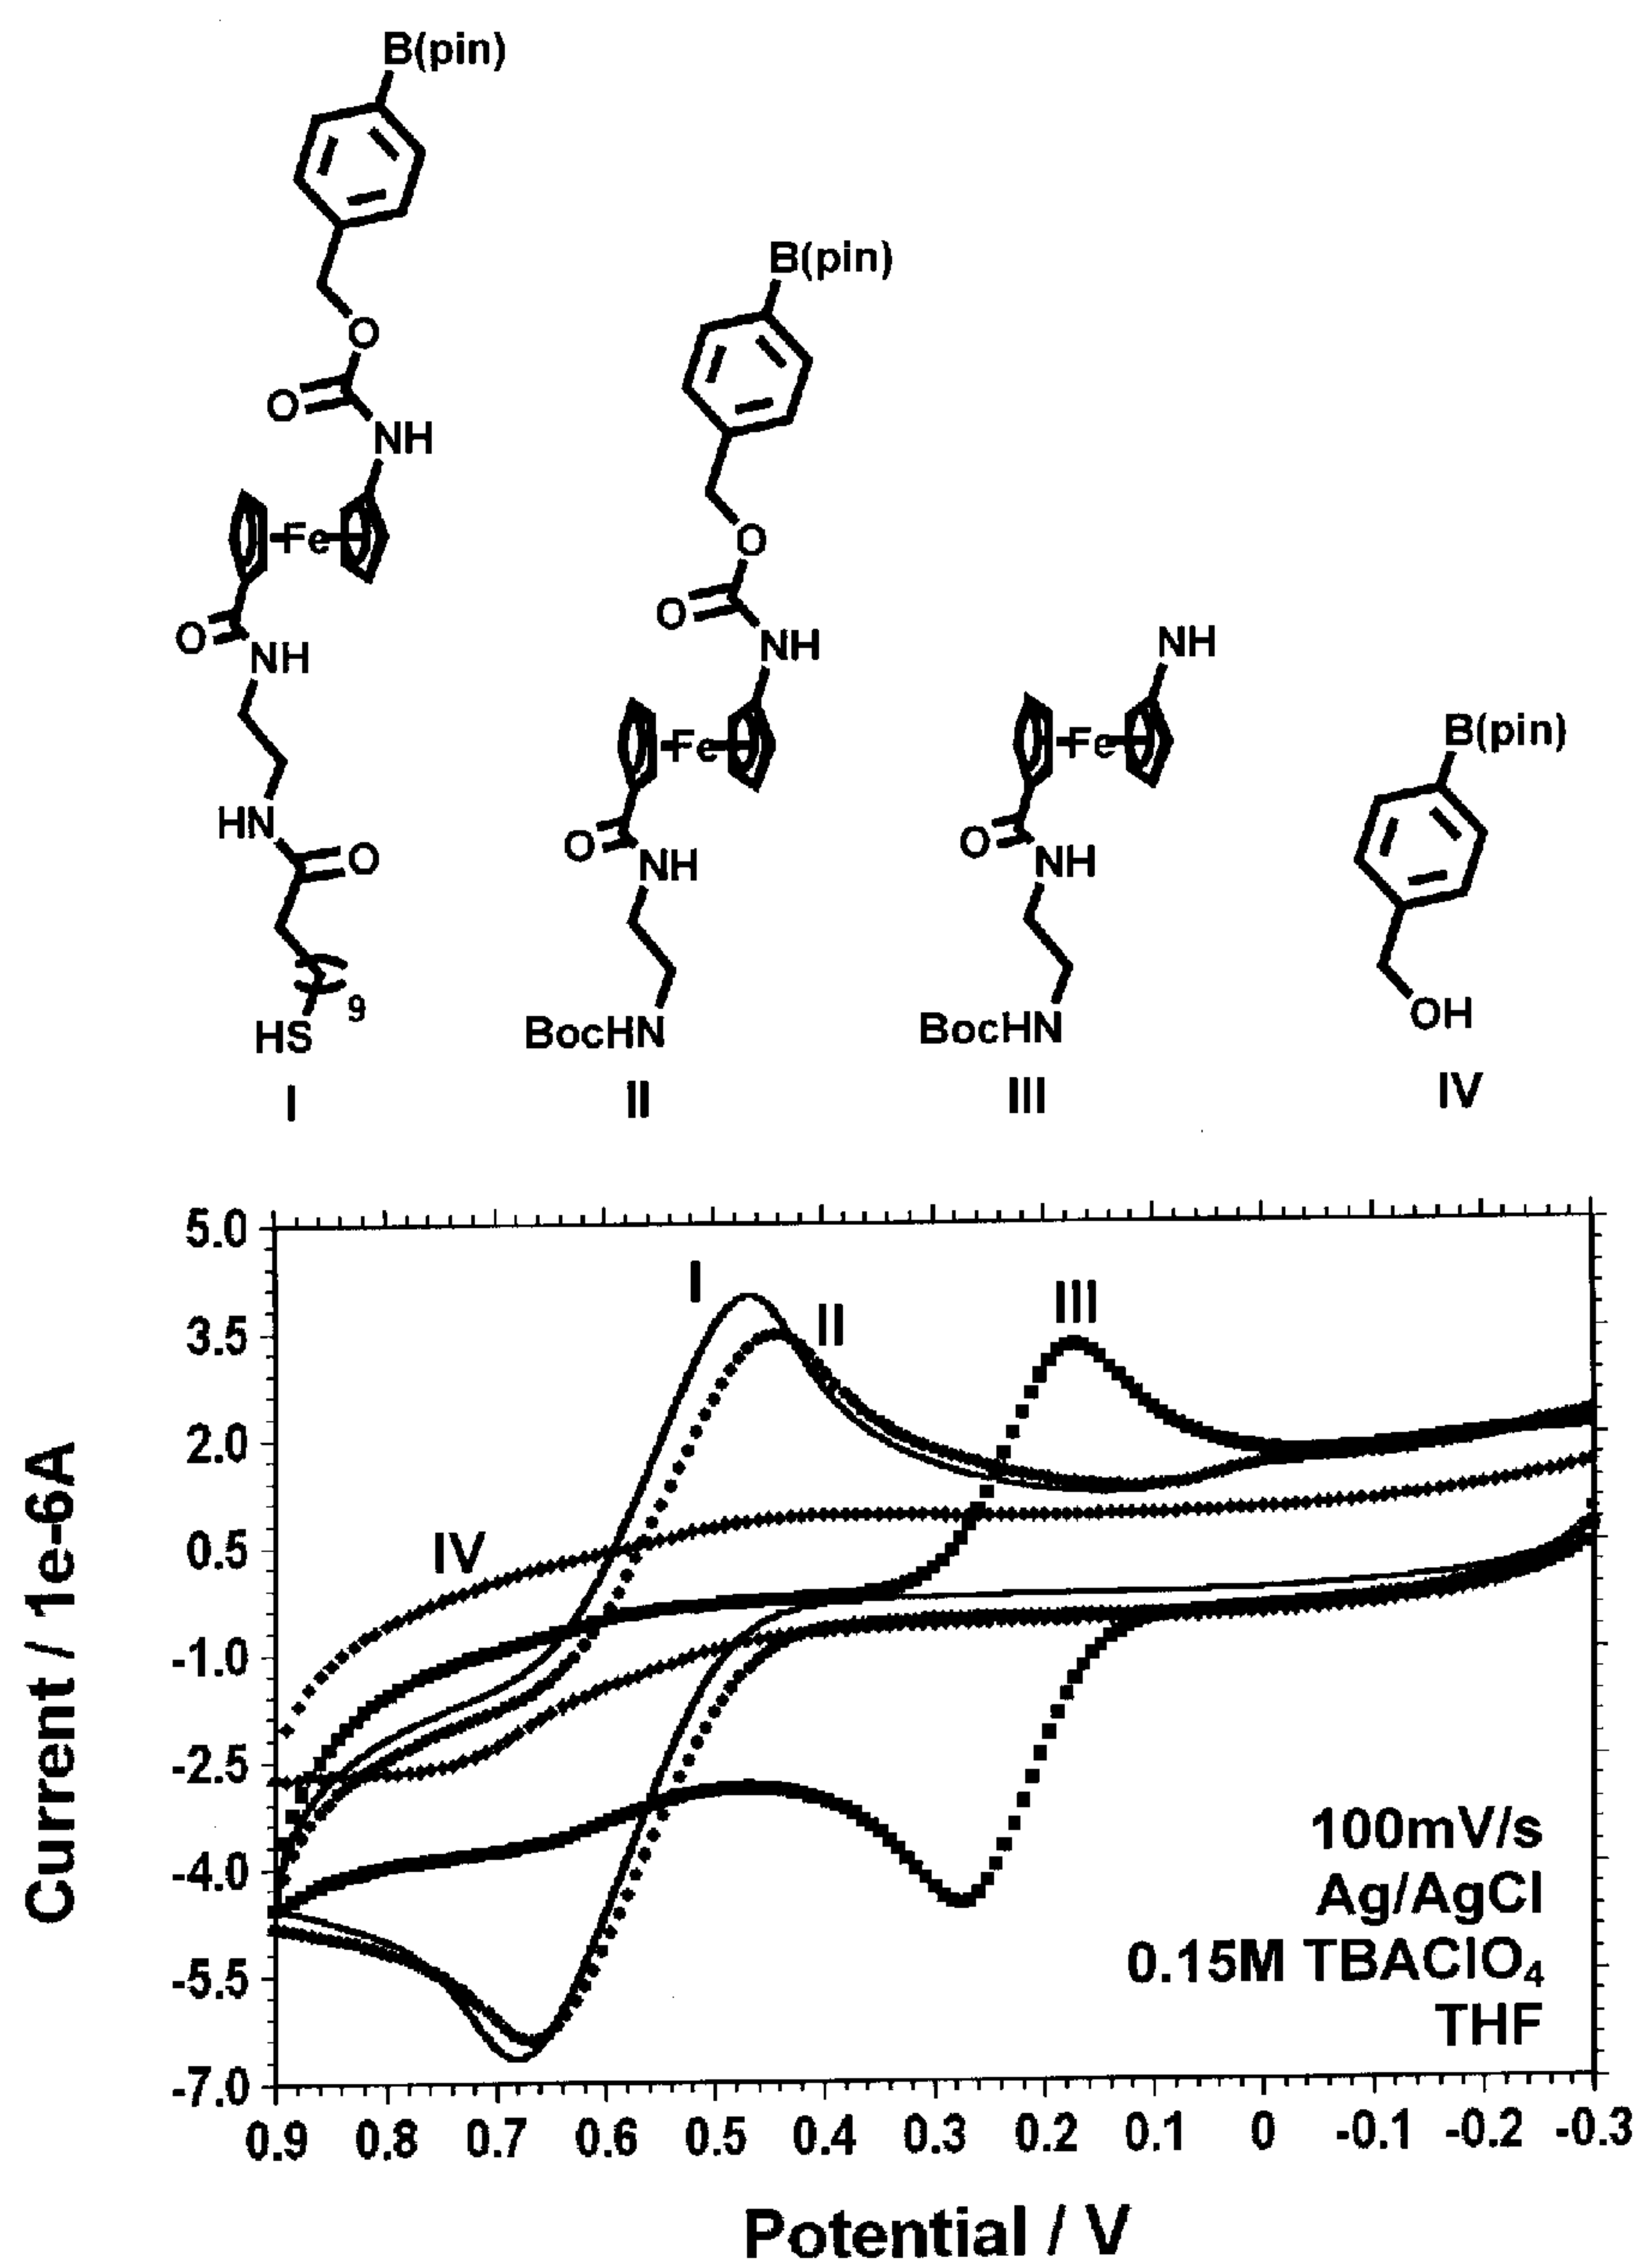 B(pin)
O
O
NH
Fe
O
NH
HN
O
9
HS
I
B(pin)
O
O
NH
Fe
O
NH
BocHN
II
NH
Fe
O
NH
BocHN
III
B(pin)
OH
IV
5.0
3.5
2.0
0.5
-1.0
-2.5
-4.0
-5.5
-7.0
Current / 1e-6A
I
II
III
IV
100mV/s
Ag/AgCl
0.15M TBAClO₄
THF
0.9 0.8 0.7 0.6 0.5 0.4 0.3 0.2 0.1 0 -0.1 -0.2 -0.3
Potential / V